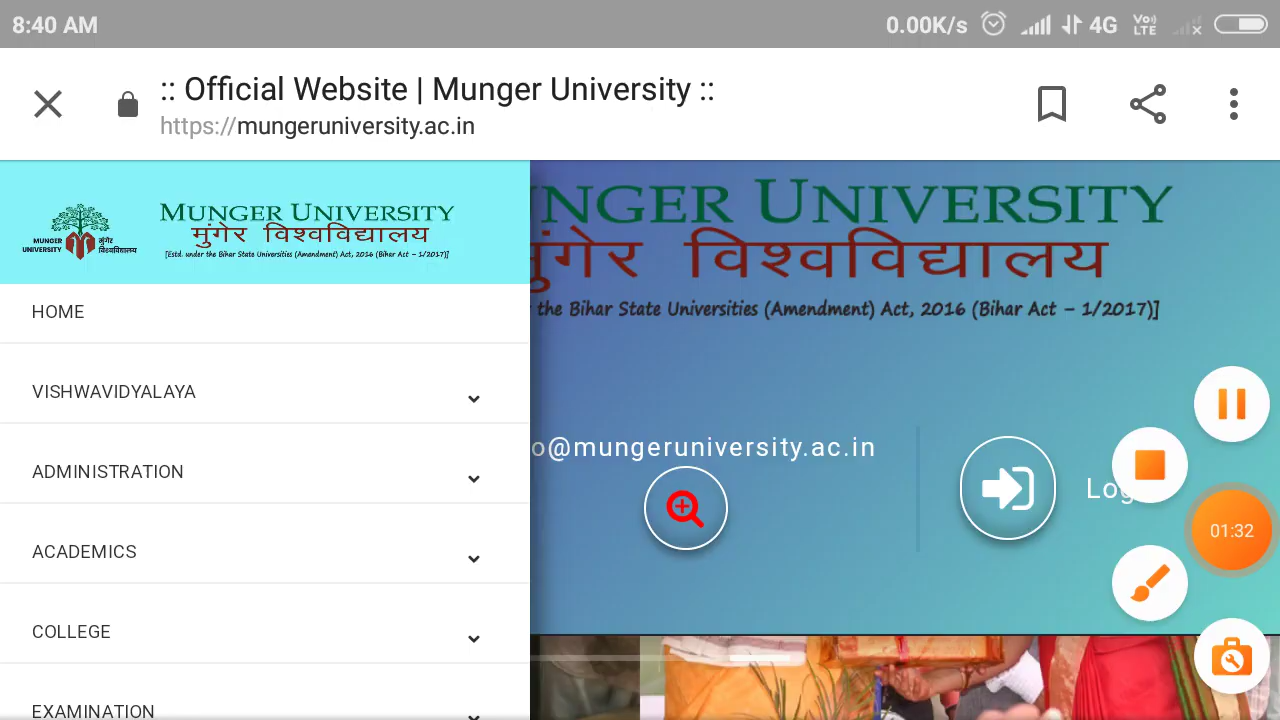 8:40 AM
0.00K/s 4G Vo) LTE
:: Official Website | Munger University ::
https://mungeruniversity.ac.in
MUNGER UNIVERSITY मुंगेर विश्वविद्यालय
MUNGER UNIVERSITY
मुंगेर विश्वविद्यालय
[Estd. under the Bihar State Universities (Amendment) Act, 2016 (Bihar Act – 1/2017)]
NGER UNIVERSITY
मुंगेर विश्वविद्यालय
the Bihar State Universities (Amendment) Act, 2016 (Bihar Act – 1/2017)]
HOME
VISHWAVIDYALAYA
ADMINISTRATION
ACADEMICS
COLLEGE
EXAMINATION
o@mungeruniversity.ac.in
Log
01:32